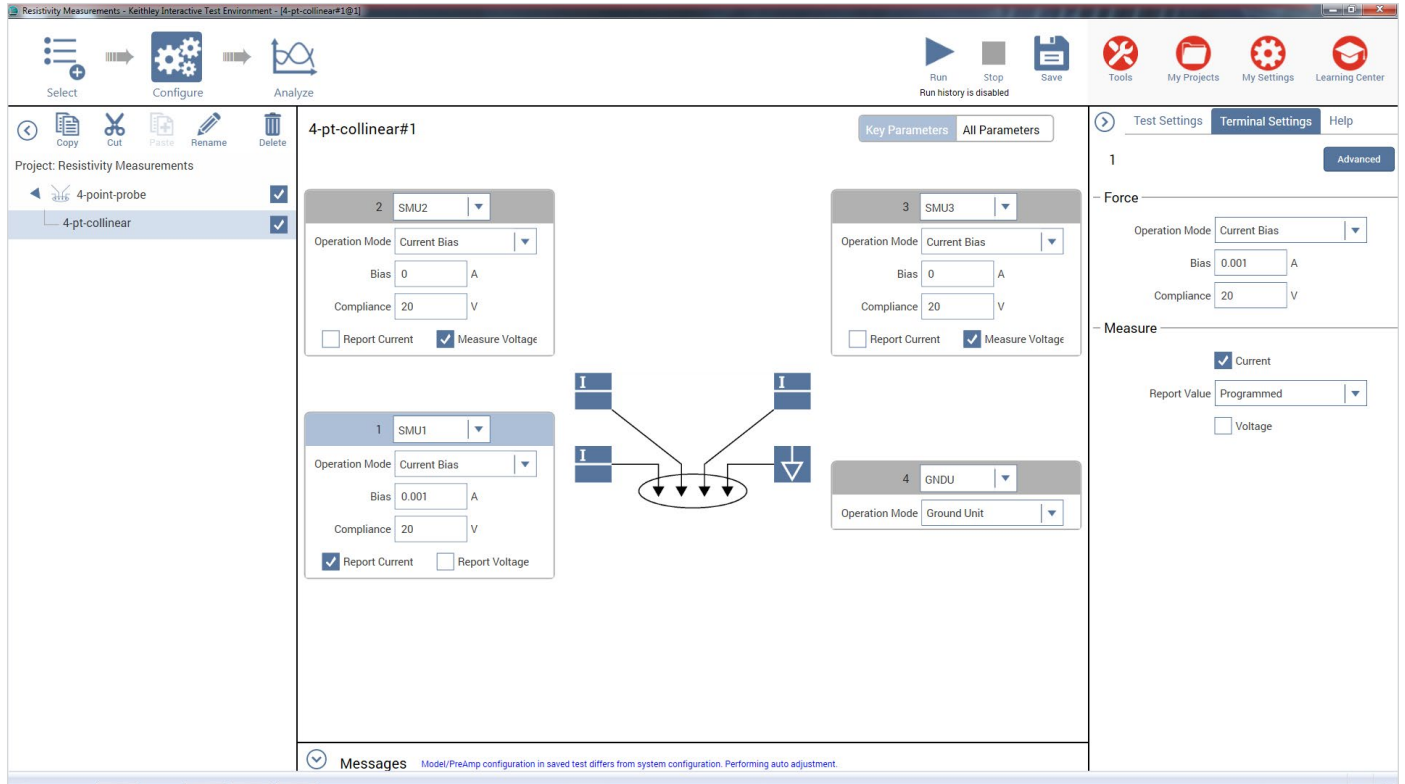 Resistivity Measurements - Keithley Interactive Test Environment - [4-pt-collinear#1@1]
Select
Configure
Analyze
Run
Stop
Save
Run history is disabled
Tools
My Projects
My Settings
Learning Center
Copy
Cut
Paste
Rename
Delete
Project: Resistivity Measurements
4-point-probe
4-pt-collinear
4-pt-collinear#1
Key Parameters
All Parameters
2 SMU2
Operation Mode Current Bias
Bias 0 A
Compliance 20 V
Report Current Measure Voltage
3 SMU3
Operation Mode Current Bias
Bias 0 A
Compliance 20 V
Report Current Measure Voltage
I
I
1 SMU1
Operation Mode Current Bias
Bias 0.001 A
Compliance 20 V
Report Current Report Voltage
I
4 GNDU
Operation Mode Ground Unit
Messages Model/PreAmp configuration in saved test differs from system configuration. Performing auto adjustment.
Test Settings
Terminal Settings
Help
1
Advanced
Force
Operation Mode Current Bias
Bias 0.001 A
Compliance 20 V
Measure
Current
Report Value Programmed
Voltage